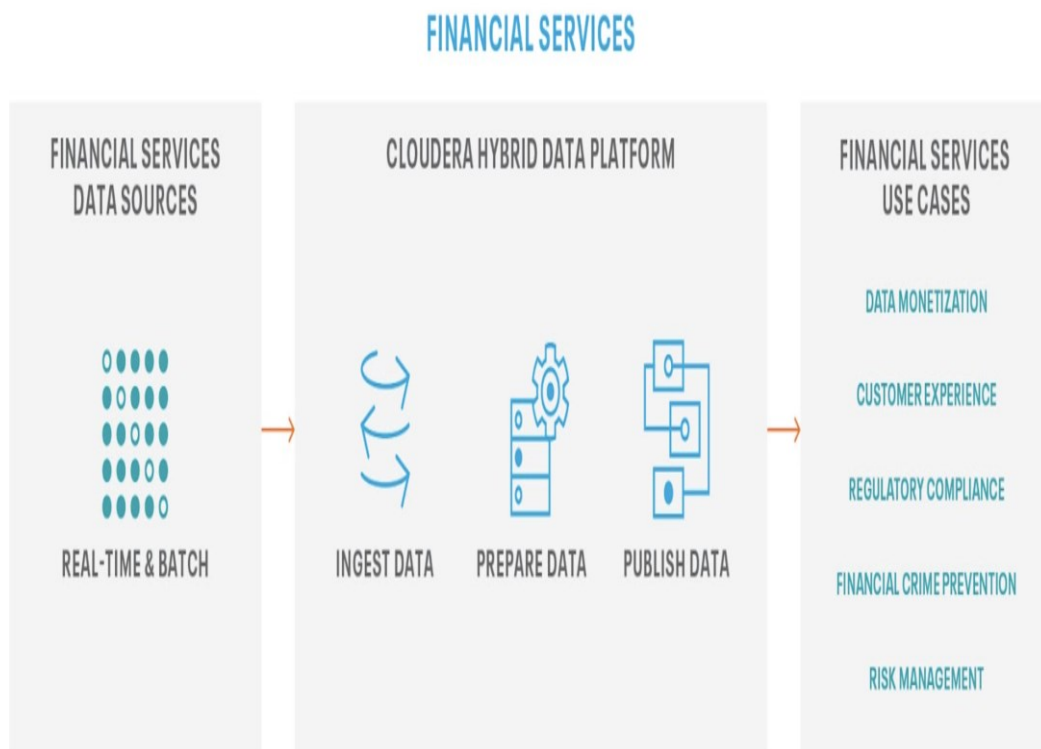 FINANCIAL SERVICES
FINANCIAL SERVICES
DATA SOURCES
REAL-TIME & BATCH
CLOUDERA HYBRID DATA PLATFORM
INGEST DATA
PREPARE DATA
PUBLISH DATA
FINANCIAL SERVICES
USE CASES
DATA MONETIZATION
CUSTOMER EXPERIENCE
REGULATORY COMPLIANCE
FINANCIAL CRIME PREVENTION
RISK MANAGEMENT